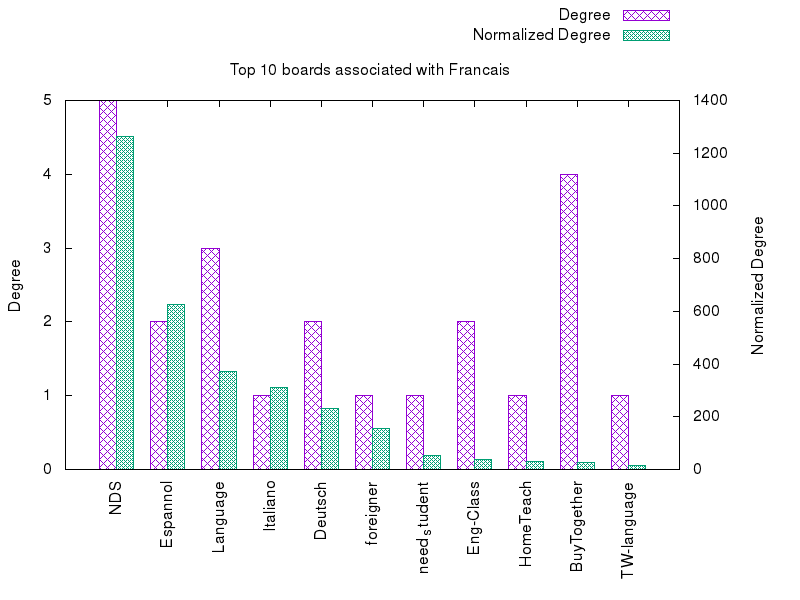 Degree
Normalized Degree
Top 10 boards associated with Francais
5
4
3
2
1
0
1400
1200
1000
800
600
400
200
0
Degree
Normalized Degree
NDS
Espannol
Language
Italiano
Deutsch
foreigner
need_student
Eng-Class
HomeTeach
BuyTogether
TW-language